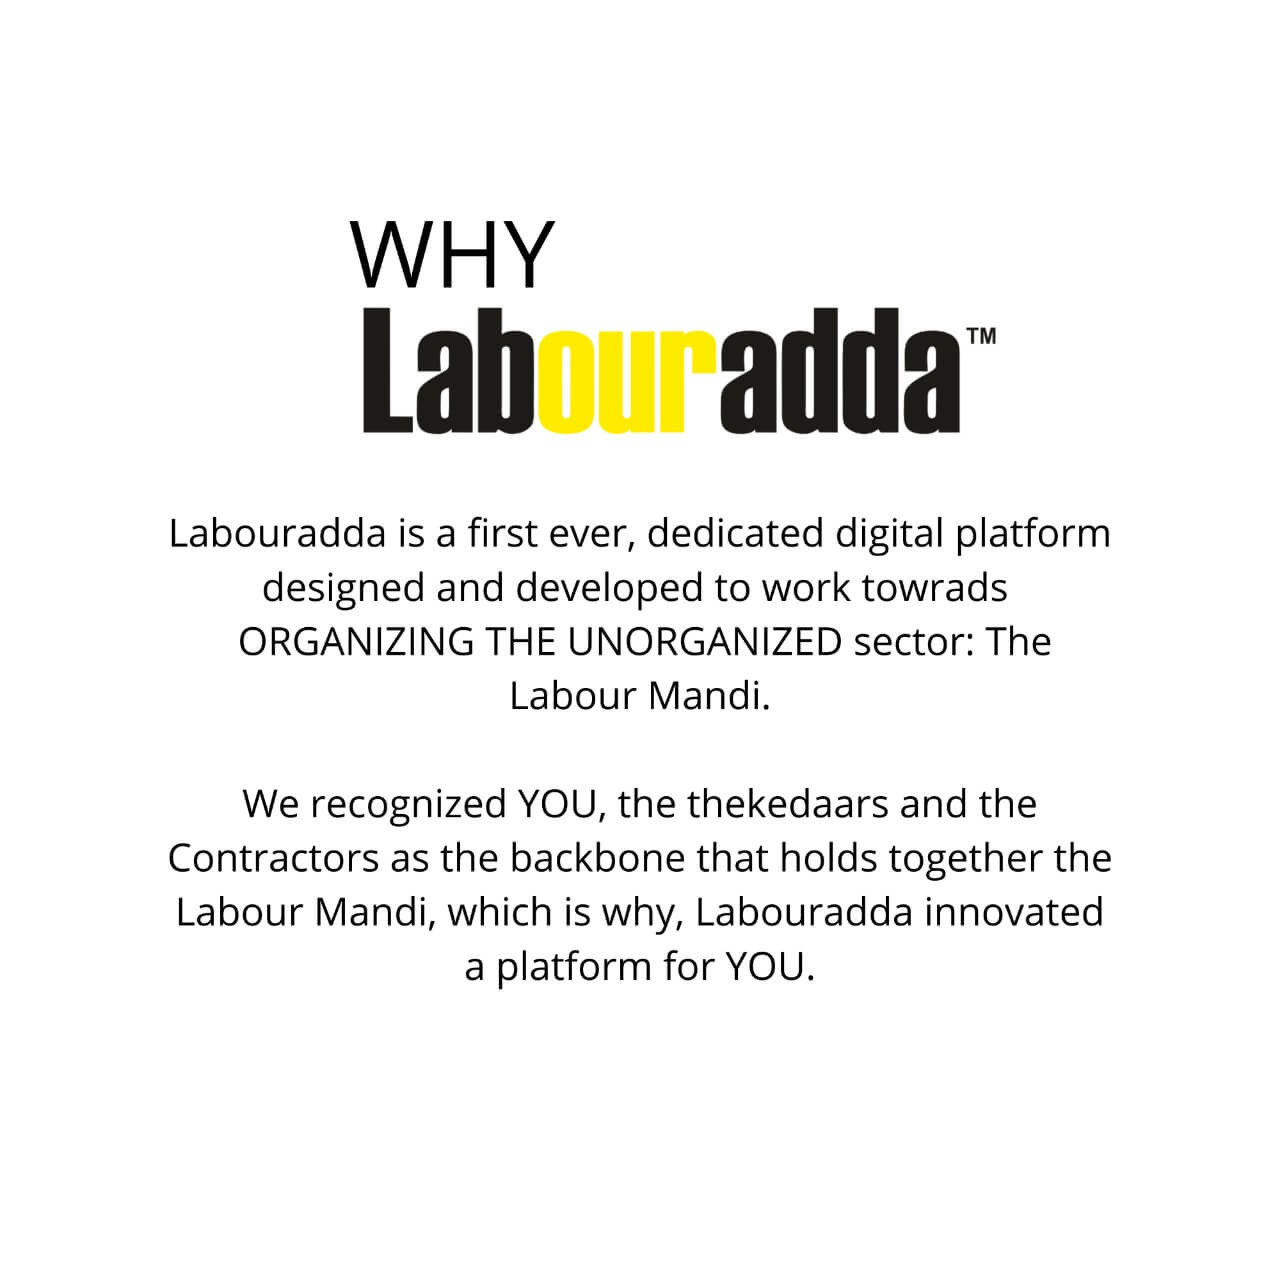 WHY
Labouradda™
Labouradda is a first ever, dedicated digital platform
designed and developed to work towrads
ORGANIZING THE UNORGANIZED sector: The
Labour Mandi.
We recognized YOU, the thekedaars and the
Contractors as the backbone that holds together the
Labour Mandi, which is why, Labouradda innovated
a platform for YOU.